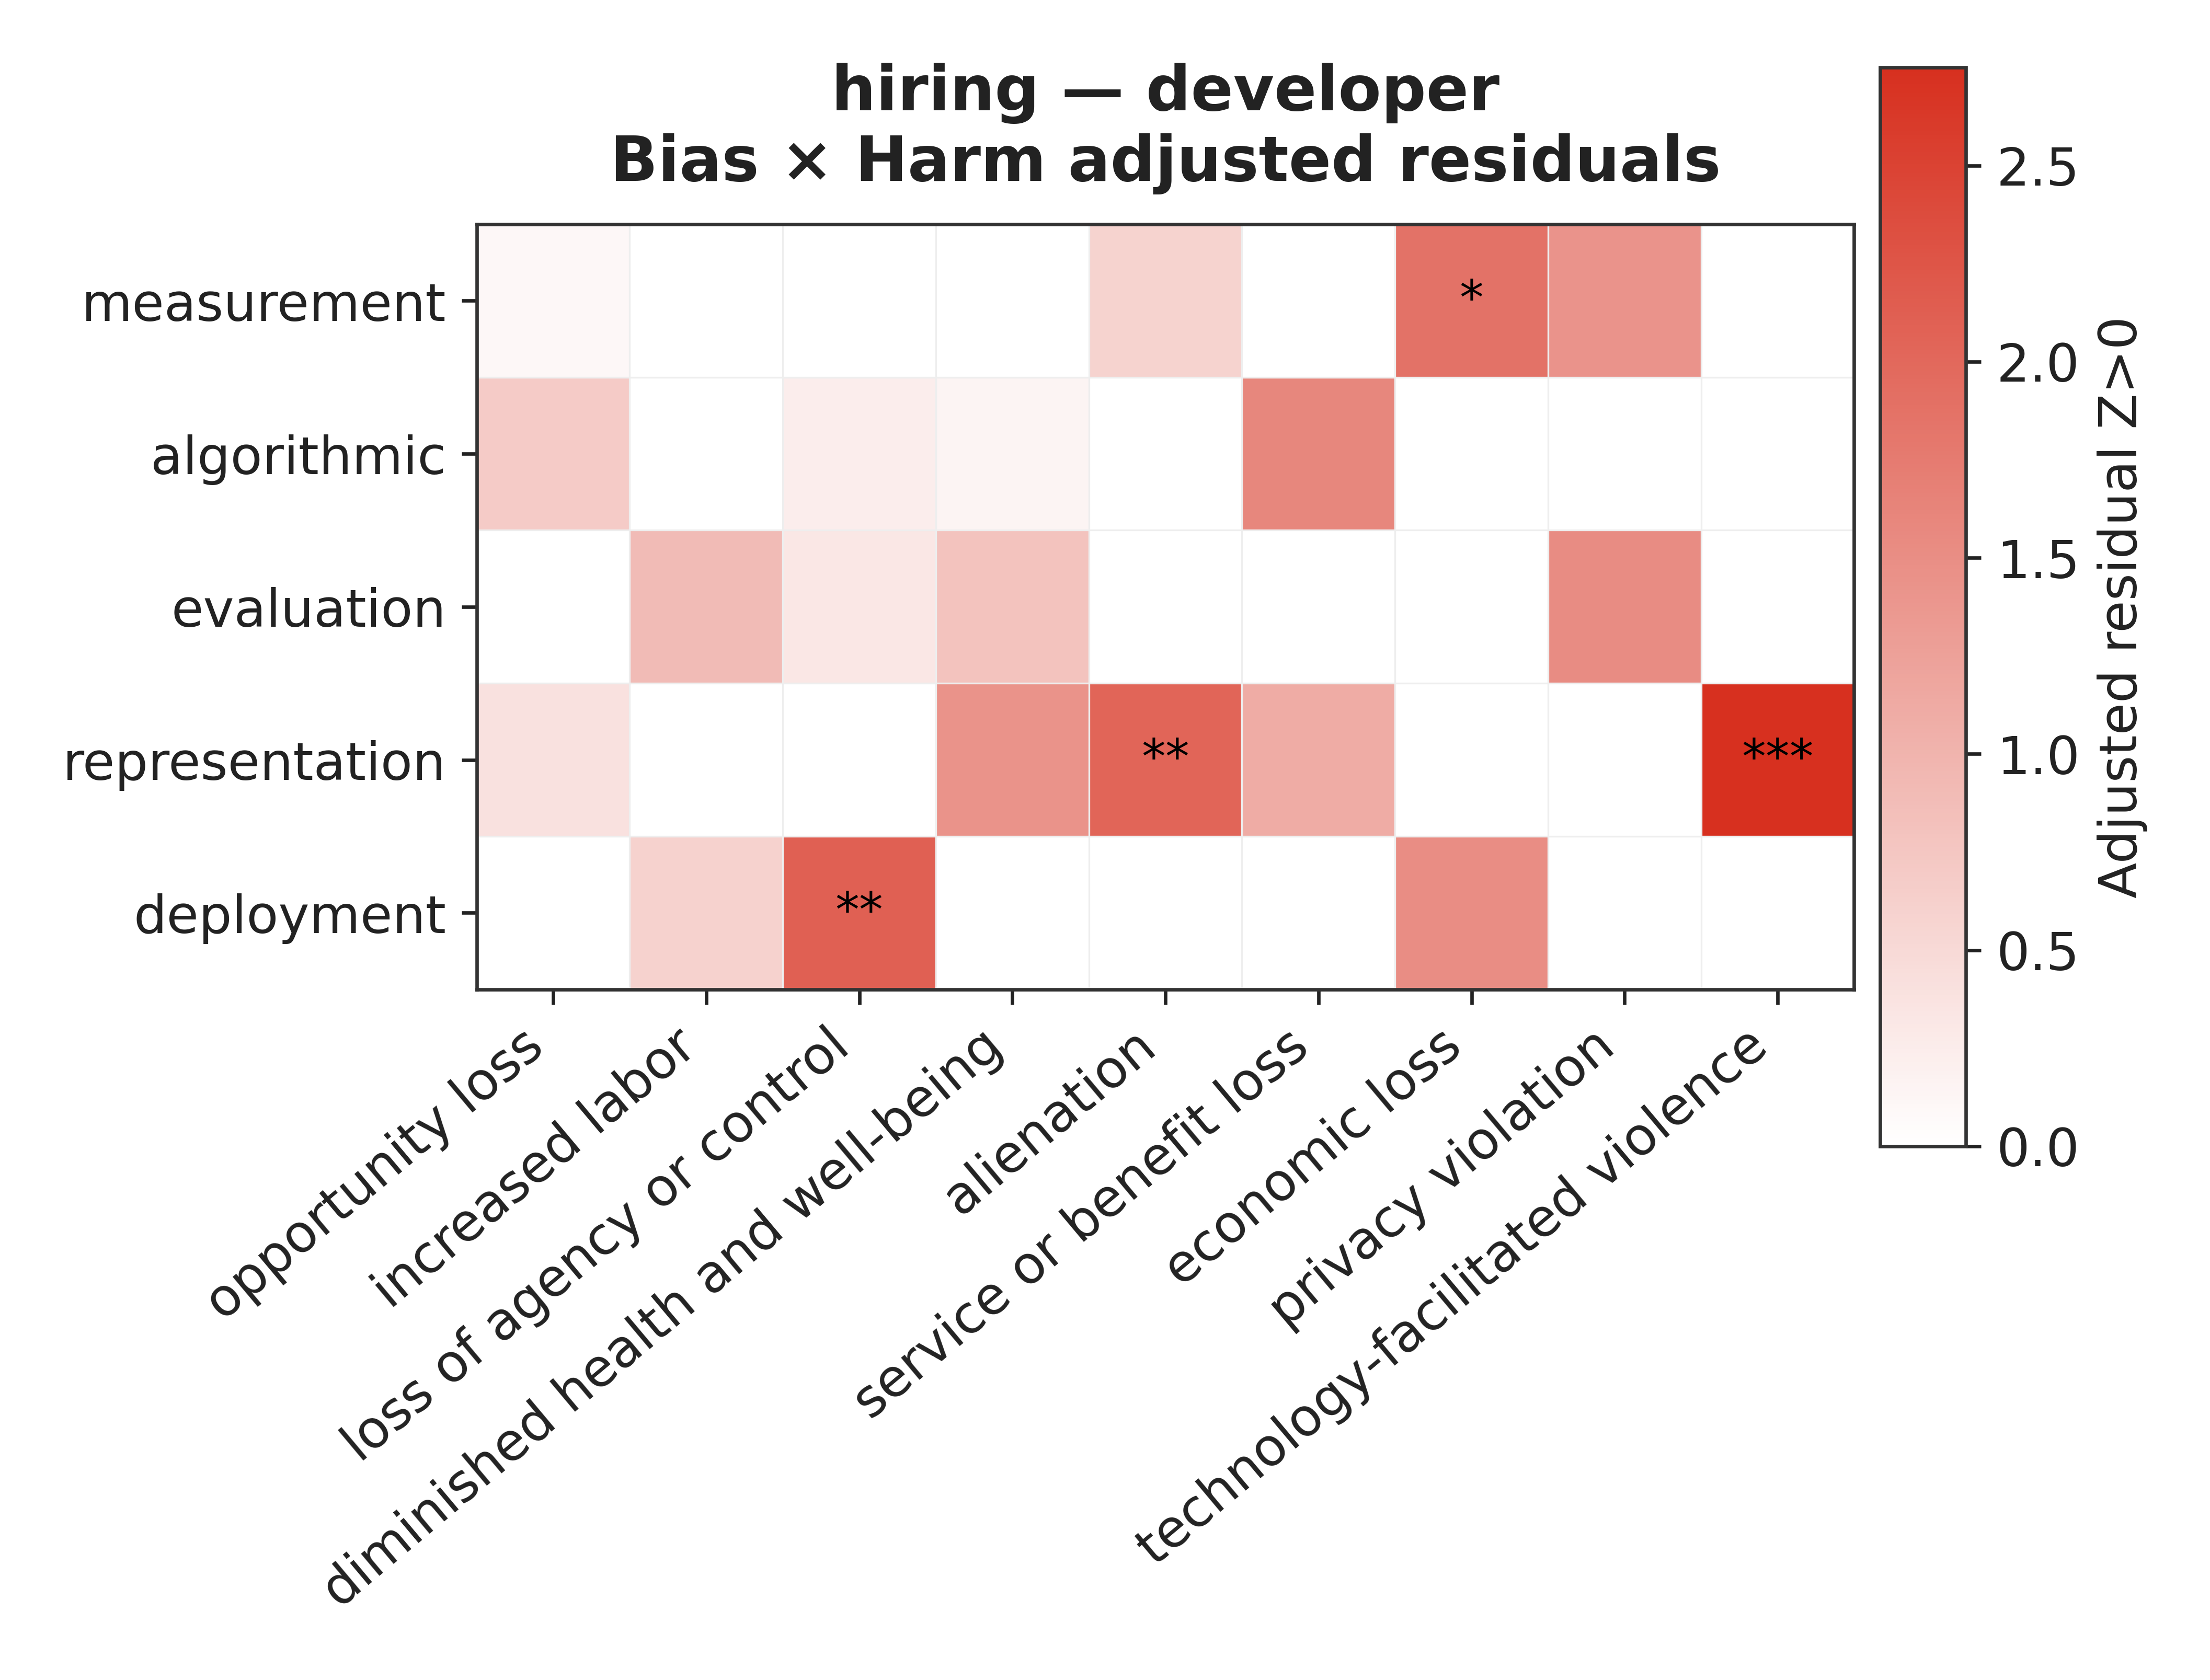 hiring — developer
Bias × Harm adjusted residuals
measurement
algorithmic
evaluation
representation
deployment
*
**
***
**
opportunity loss
increased labor
loss of agency or control
diminished health and well-being
alienation
service or benefit loss
economic loss
privacy violation
technology-facilitated violence
2.5
2.0
1.5
1.0
0.5
0.0
Adjusted residual Z>0